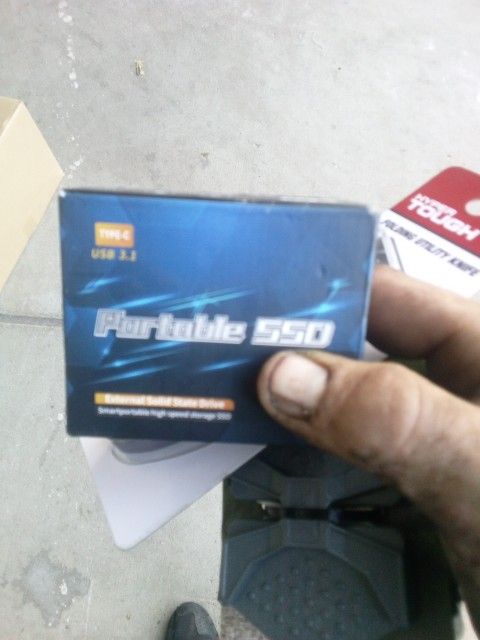 TYPE-C
USB 3.1
Portable SSD
External Solid State Drive
Smartportable high speed storage SSD
HYPER
TOUGH
FOLDING UTILITY KNIFE